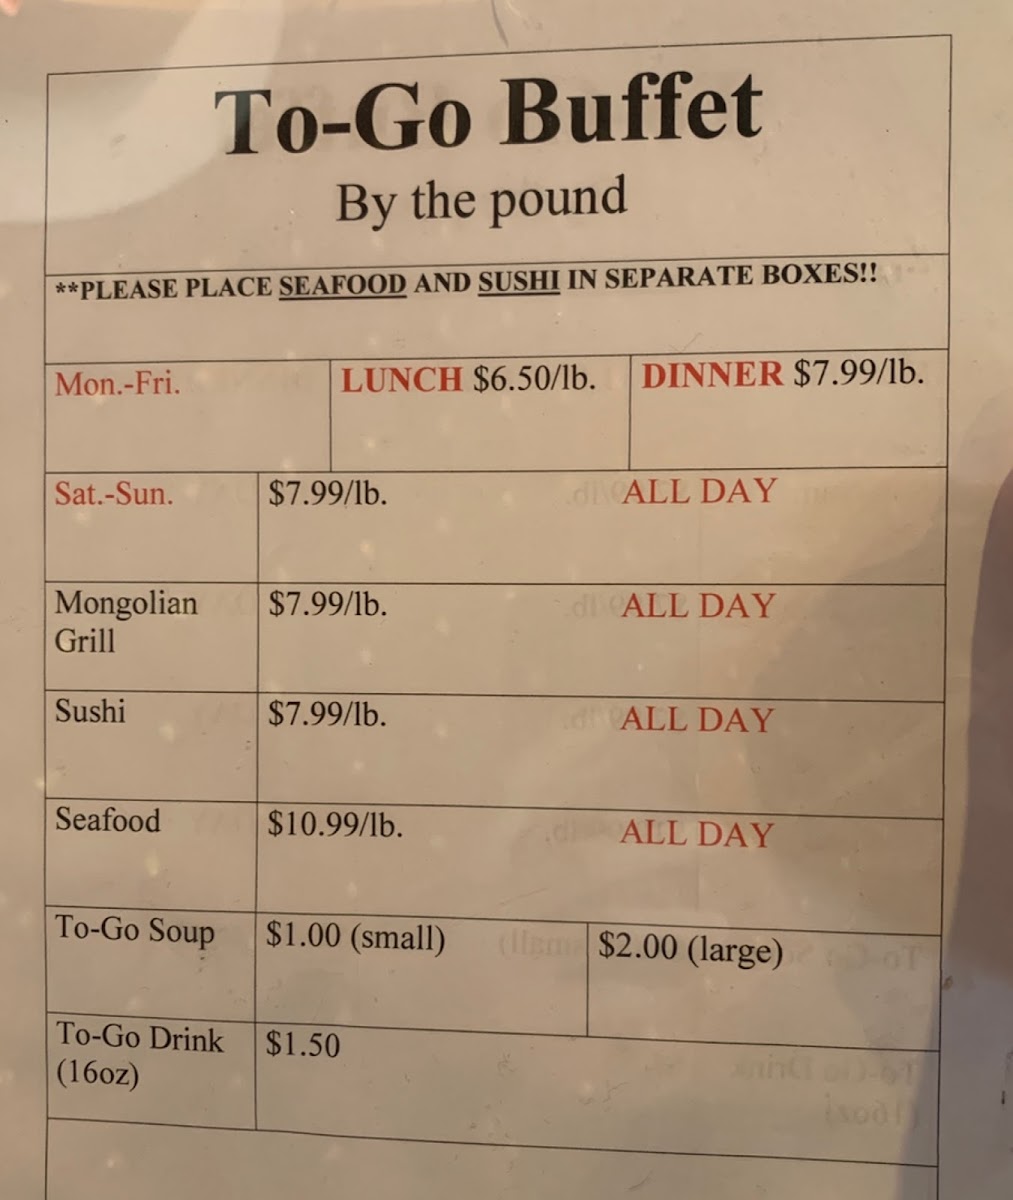 To-Go Buffet
By the pound
**PLEASE PLACE SEAFOOD AND SUSHI IN SEPARATE BOXES!!
Mon.-Fri. LUNCH $6.50/lb. DINNER $7.99/lb.
Sat.-Sun. $7.99/lb. ALL DAY
Mongolian $7.99/lb. ALL DAY
Grill
Sushi $7.99/lb. ALL DAY
Seafood $10.99/lb. ALL DAY
To-Go Soup $1.00 (small) $2.00 (large)
To-Go Drink $1.50
(16oz)